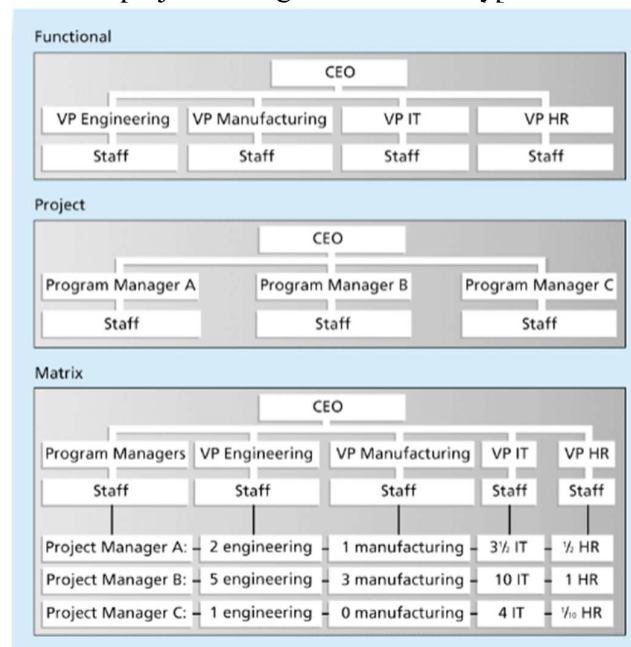 Functional
CEO
VP Engineering VP Manufacturing VP IT VP HR
Staff Staff Staff Staff
Project
CEO
Program Manager A Program Manager B Program Manager C
Staff Staff Staff
Matrix
CEO
Program Managers VP Engineering VP Manufacturing VP IT VP HR
Staff Staff Staff Staff Staff
Project Manager A: 2 engineering 1 manufacturing 3½ IT ½ HR
Project Manager B: 5 engineering 3 manufacturing 10 IT 1 HR
Project Manager C: 1 engineering 0 manufacturing 4 IT ⅒ HR